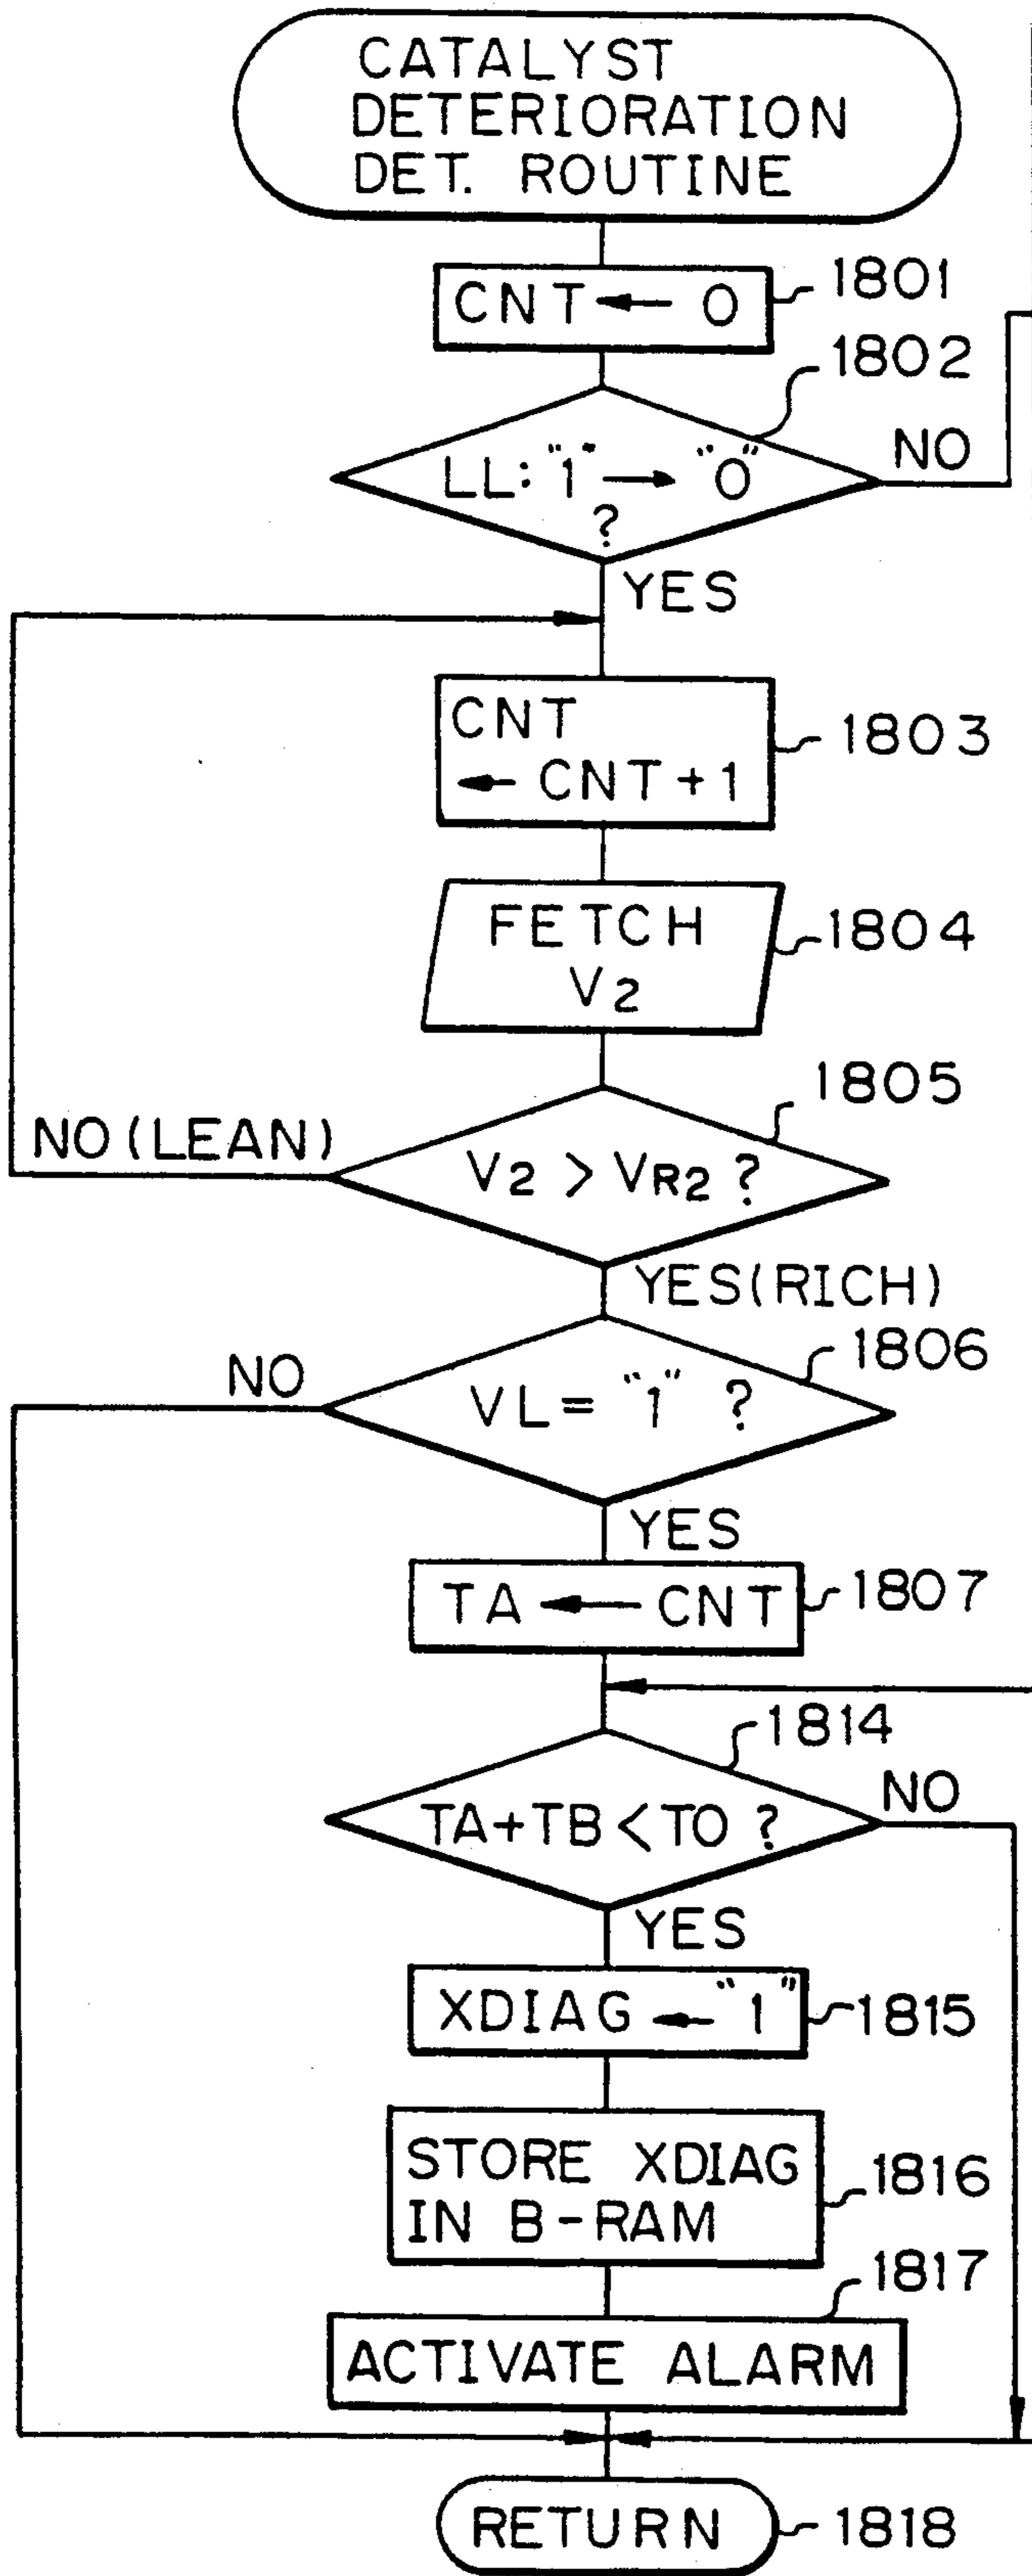 CATALYST
DETERIORATION
DET. ROUTINE
CNT ← 0
1801
1802
LL: "1" → "0"
?
NO
YES
CNT
← CNT+1
1803
FETCH
V2
1804
1805
NO (LEAN)
V2 > VR2 ?
YES(RICH)
1806
NO
VL= "1" ?
YES
TA ← CNT
1807
1814
TA+TB<TO ?
NO
YES
XDIAG ← "1"
1815
STORE XDIAG
IN B-RAM
1816
1817
ACTIVATE ALARM
RETURN
1818